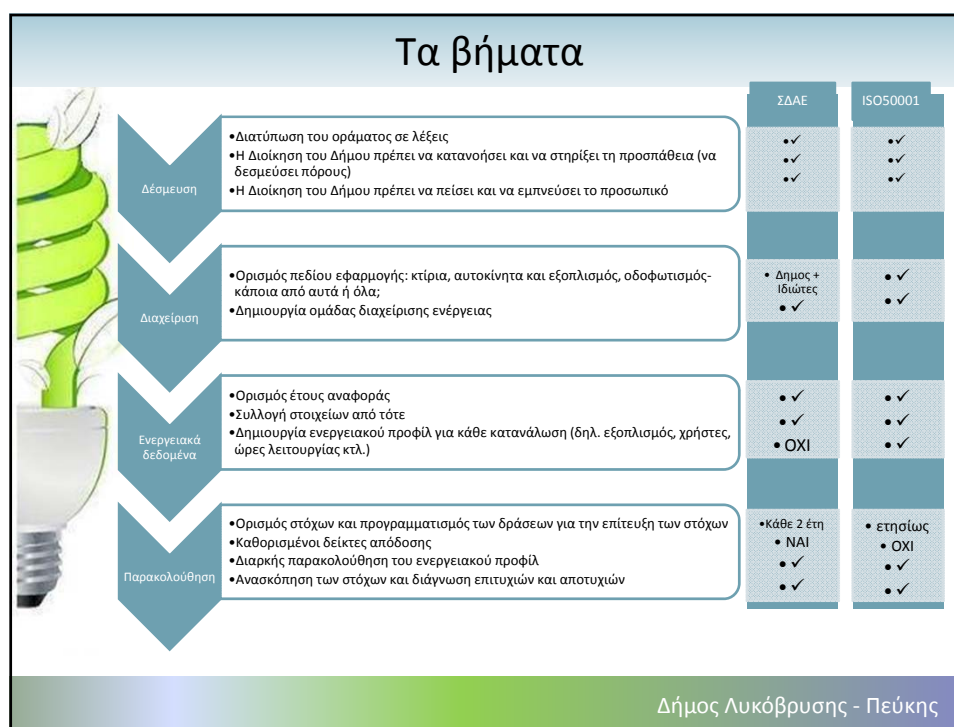 Τα βήματα
ΣΔΑΕ
ISO50001
Δέσμευση
•Διατύπωση του οράματος σε λέξεις
•Η Διοίκηση του Δήμου πρέπει να κατανοήσει και να στηρίξει τη προσπάθεια (να
δεσμεύσει πόρους)
•Η Διοίκηση του Δήμου πρέπει να πείσει και να εμπνεύσει το προσωπικό
•✓
•✓
•✓
•✓
•✓
•✓
Διαχείριση
•Ορισμός πεδίου εφαρμογής: κτίρια, αυτοκίνητα και εξοπλισμός, οδοφωτισμός-
κάποια από αυτά ή όλα;
•Δημιουργία ομάδας διαχείρισης ενέργειας
• Δημος +
Ιδιώτες
• ✓
• ✓
• ✓
Ενεργειακά
δεδομένα
•Ορισμός έτους αναφοράς
•Συλλογή στοιχείων από τότε
•Δημιουργία ενεργειακού προφίλ για κάθε κατανάλωση (δηλ. εξοπλισμός, χρήστες,
ώρες λειτουργίας κτλ.)
• ✓
• ✓
• ΟΧΙ
• ✓
• ✓
• ✓
Παρακολούθηση
•Ορισμός στόχων και προγραμματισμός των δράσεων για την επίτευξη των στόχων
•Καθορισμένοι δείκτες απόδοσης
•Διαρκής παρακολούθηση του ενεργειακού προφίλ
•Ανασκόπηση των στόχων και διάγνωση επιτυχιών και αποτυχιών
•Κάθε 2 έτη
• ΝΑΙ
• ✓
• ✓
• ετησίως
• ΟΧΙ
• ✓
• ✓
Δήμος Λυκόβρυσης - Πεύκης